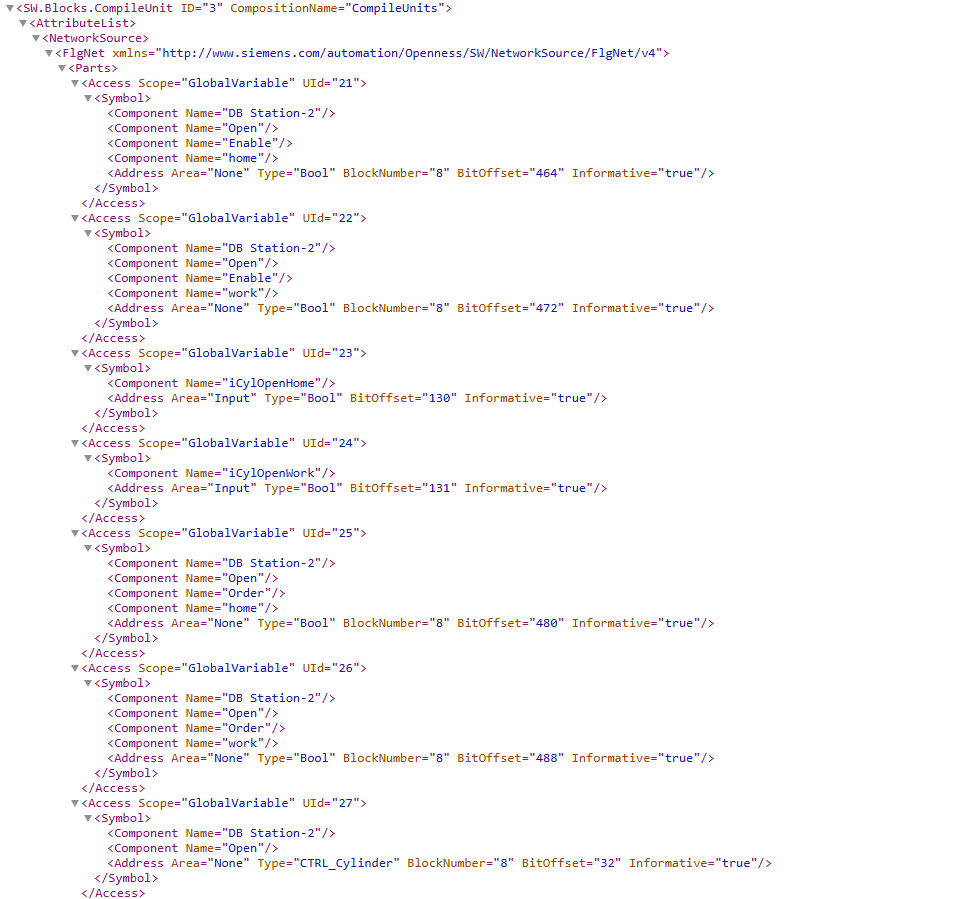 <SW.Blocks.CompileUnit ID="3" CompositionName="CompileUnits">
<AttributeList>
<NetworkSource>
<FlgNet xmlns="http://www.siemens.com/automation/Openness/SW/NetworkSource/FlgNet/v4">
<Parts>
<Access Scope="GlobalVariable" UId="21">
<Symbol>
<Component Name="DB Station-2"/>
<Component Name="Open"/>
<Component Name="Enable"/>
<Component Name="home"/>
<Address Area="None" Type="Bool" BlockNumber="8" BitOffset="464" Informative="true"/>
</Symbol>
</Access>
<Access Scope="GlobalVariable" UId="22">
<Symbol>
<Component Name="DB Station-2"/>
<Component Name="Open"/>
<Component Name="Enable"/>
<Component Name="work"/>
<Address Area="None" Type="Bool" BlockNumber="8" BitOffset="472" Informative="true"/>
</Symbol>
</Access>
<Access Scope="GlobalVariable" UId="23">
<Symbol>
<Component Name="iCylOpenHome"/>
<Address Area="Input" Type="Bool" BitOffset="130" Informative="true"/>
</Symbol>
</Access>
<Access Scope="GlobalVariable" UId="24">
<Symbol>
<Component Name="iCylOpenWork"/>
<Address Area="Input" Type="Bool" BitOffset="131" Informative="true"/>
</Symbol>
</Access>
<Access Scope="GlobalVariable" UId="25">
<Symbol>
<Component Name="DB Station-2"/>
<Component Name="Open"/>
<Component Name="Order"/>
<Component Name="home"/>
<Address Area="None" Type="Bool" BlockNumber="8" BitOffset="480" Informative="true"/>
</Symbol>
</Access>
<Access Scope="GlobalVariable" UId="26">
<Symbol>
<Component Name="DB Station-2"/>
<Component Name="Open"/>
<Component Name="Order"/>
<Component Name="work"/>
<Address Area="None" Type="Bool" BlockNumber="8" BitOffset="488" Informative="true"/>
</Symbol>
</Access>
<Access Scope="GlobalVariable" UId="27">
<Symbol>
<Component Name="DB Station-2"/>
<Component Name="Open"/>
<Address Area="None" Type="CTRL_Cylinder" BlockNumber="8" BitOffset="32" Informative="true"/>
</Symbol>
</Access>